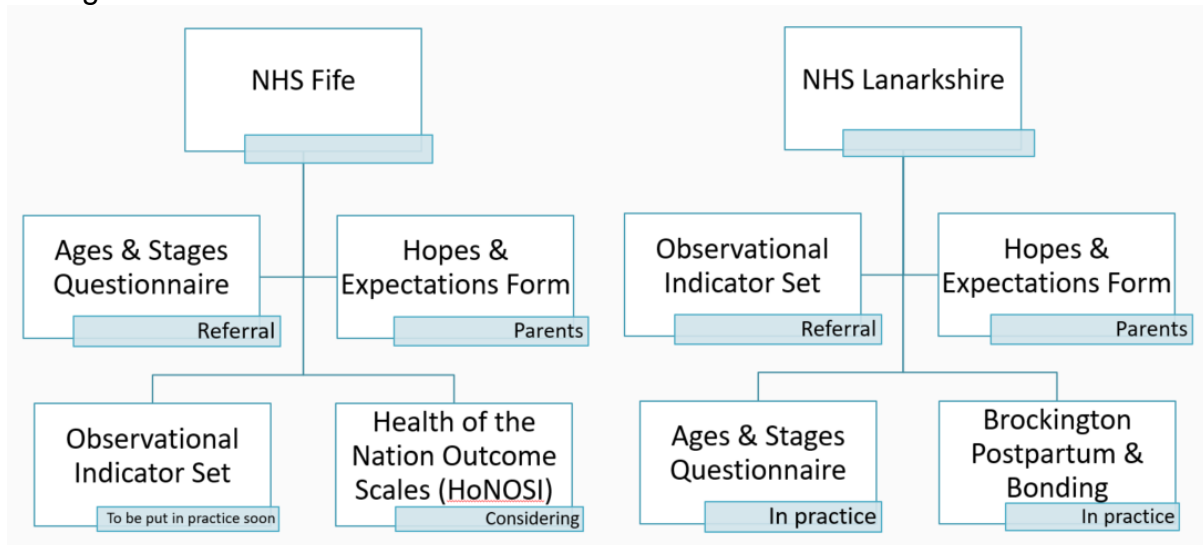 NHS Fife
NHS Lanarkshire
Ages & Stages
Questionnaire
Referral
Hopes &
Expectations Form
Parents
Observational
Indicator Set
Referral
Hopes &
Expectations Form
Parents
Observational
Indicator Set
To be put in practice soon
Health of the
Nation Outcome
Scales (HoNOSI)
Considering
Ages & Stages
Questionnaire
In practice
Brockington
Postpartum &
Bonding
In practice